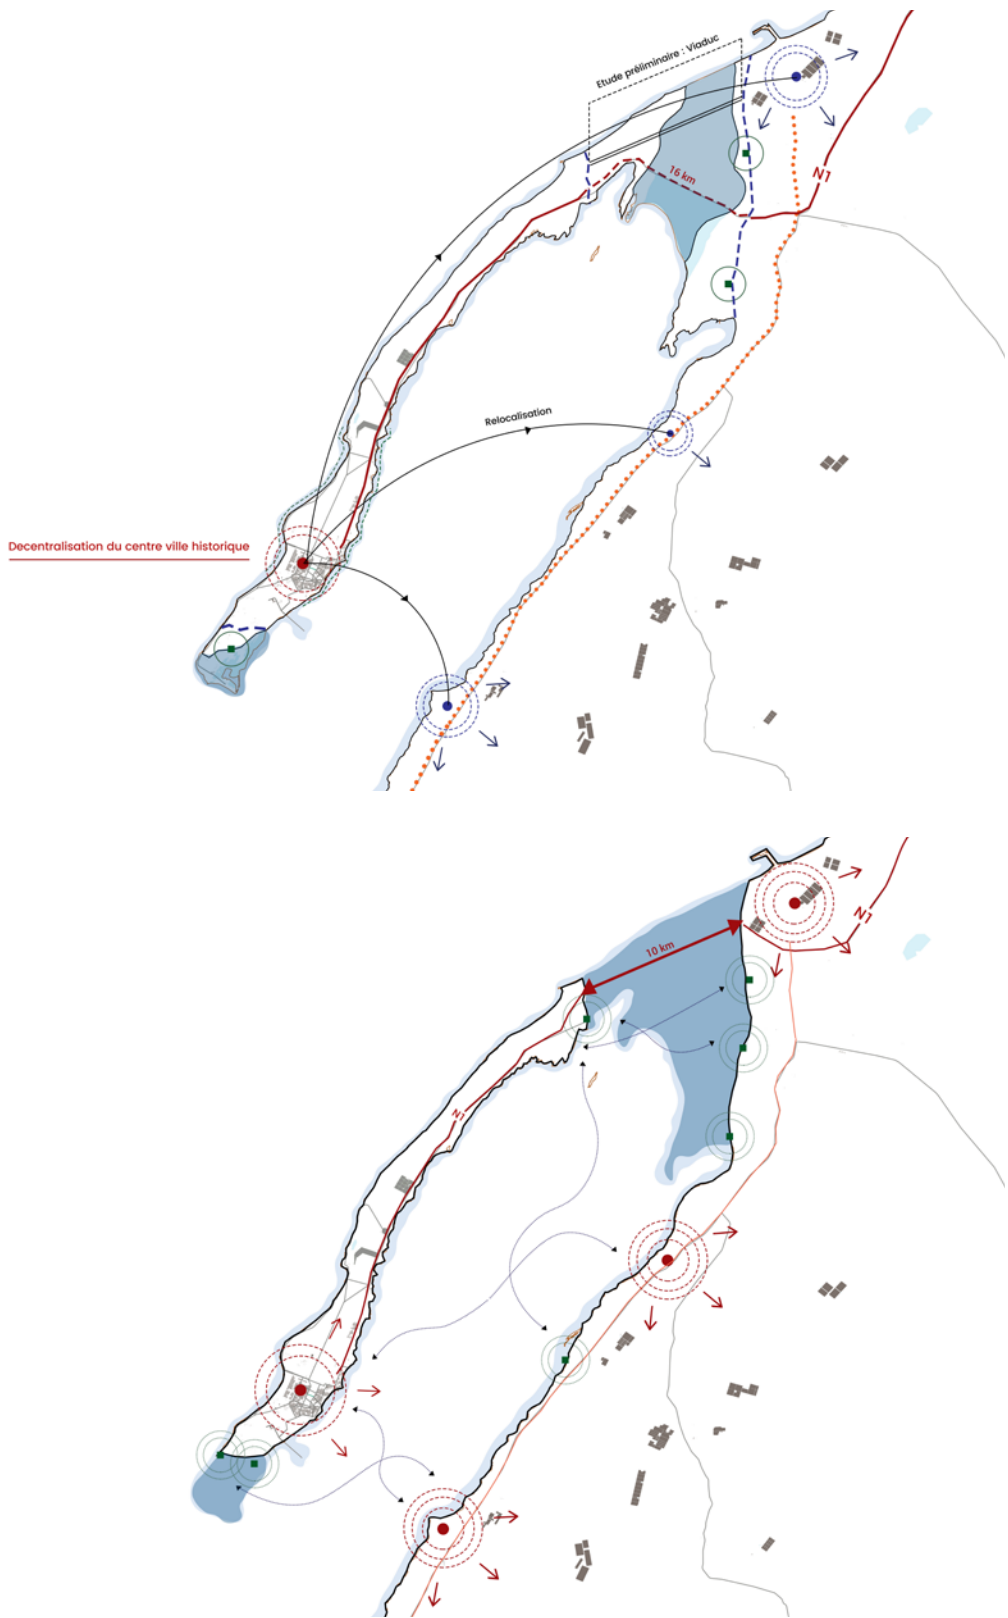 Etude préliminaire : Viaduc
16 km
N1
Relocalisation
Decentralisation du centre ville historique
N1
10 km
N1